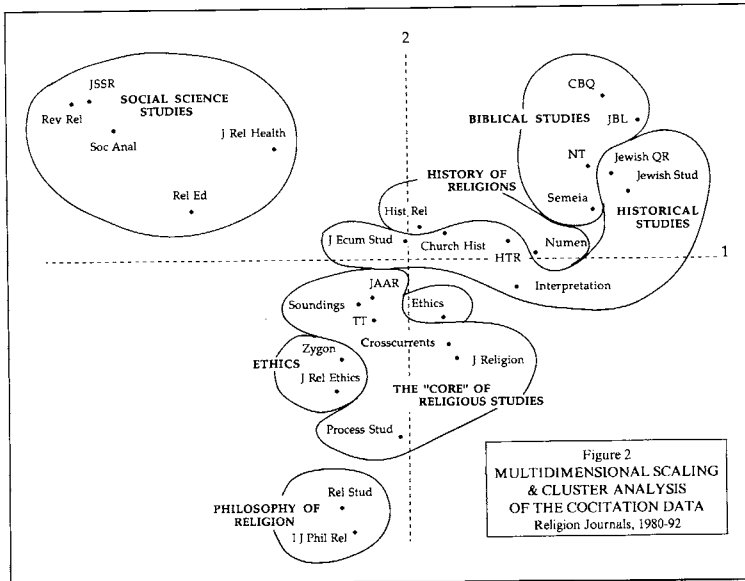 2
JSSR
SOCIAL SCIENCE
STUDIES
Rev Rel
Soc Anal
J Rel Health
Rel Ed
CBQ
BIBLICAL STUDIES
JBL
NT
Jewish QR
HISTORY OF
RELIGIONS
Jewish Stud
Semeia
HISTORICAL
STUDIES
Hist Rel
J Ecum Stud
Church Hist
Numen
HTR
1
Interpretation
JAAR
Soundings
Ethics
TT
Crosscurrents
Zygon
ETHICS
J Religion
J Rel Ethics
THE "CORE" OF
RELIGIOUS STUDIES
Process Stud
Rel Stud
PHILOSOPHY OF
RELIGION
I J Phil Rel
Figure 2
MULTIDIMENSIONAL SCALING
& CLUSTER ANALYSIS
OF THE COCITATION DATA
Religion Journals, 1980-92